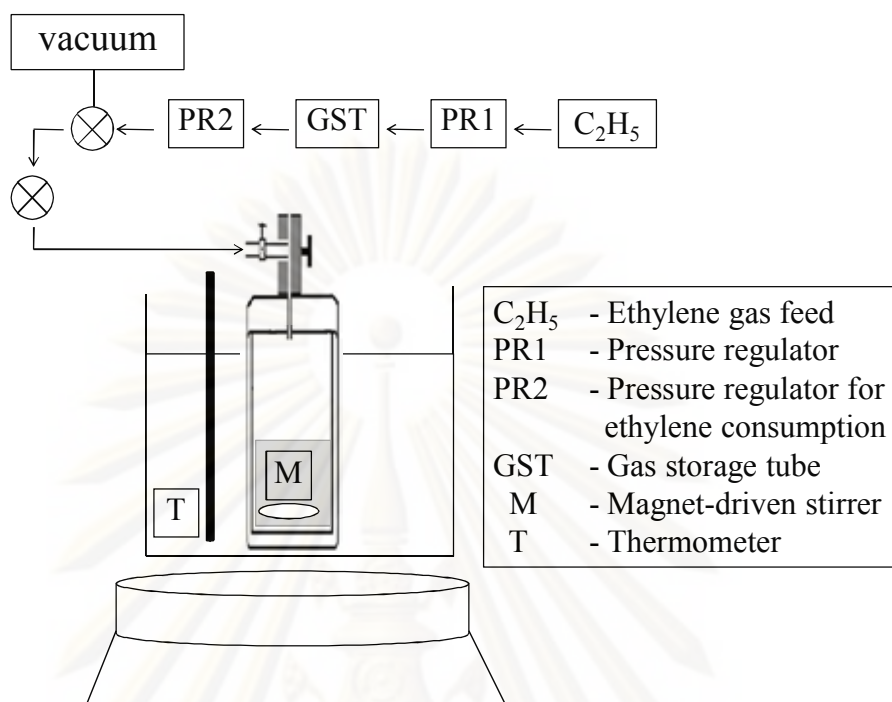 vacuum
PR2 GST PR1 C₂H₅
M
T
C₂H₅ - Ethylene gas feed
PR1 - Pressure regulator
PR2 - Pressure regulator for
ethylene consumption
GST - Gas storage tube
M - Magnet-driven stirrer
T - Thermometer